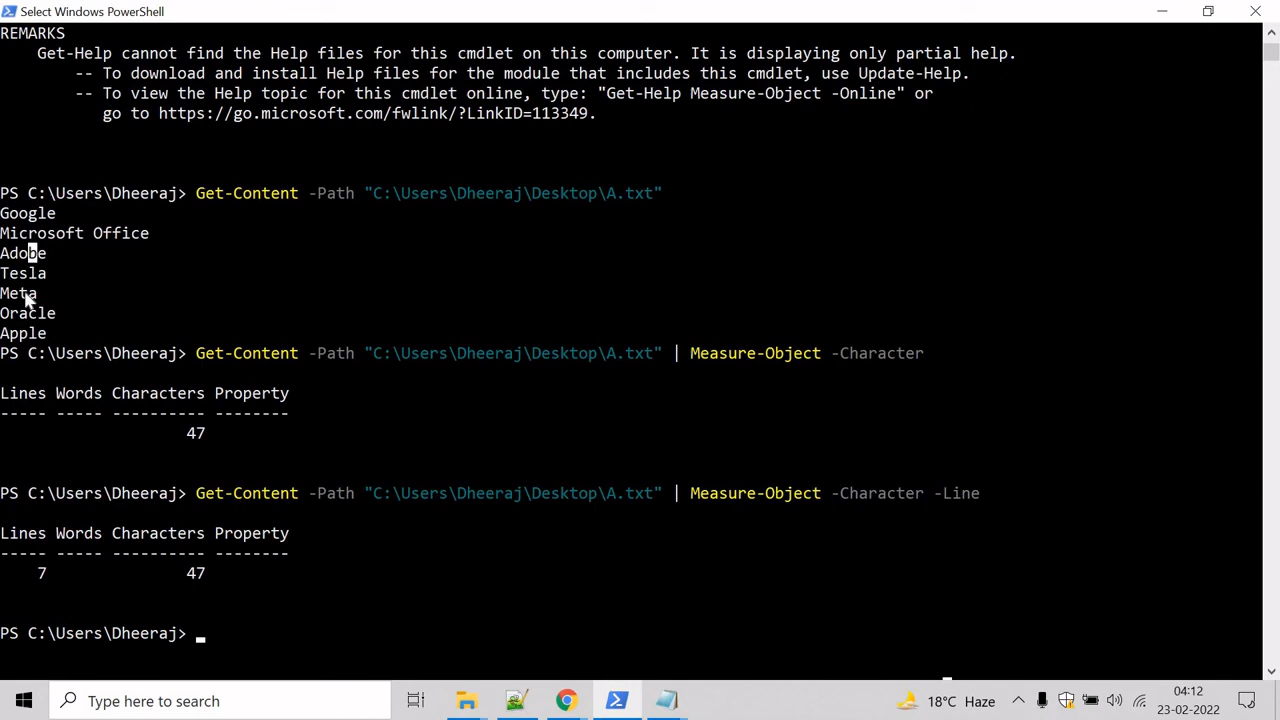 Select Windows PowerShell
REMARKS
Get-Help cannot find the Help files for this cmdlet on this computer. It is displaying only partial help.
-- To download and install Help files for the module that includes this cmdlet, use Update-Help.
-- To view the Help topic for this cmdlet online, type: "Get-Help Measure-Object -Online" or
go to https://go.microsoft.com/fwlink/?LinkID=113349.
PS C:\Users\Dheeraj> Get-Content -Path "C:\Users\Dheeraj\Desktop\A.txt"
Google
Microsoft Office
Adobe
Tesla
Meta
Oracle
Apple
PS C:\Users\Dheeraj> Get-Content -Path "C:\Users\Dheeraj\Desktop\A.txt" | Measure-Object -Character
Lines Words Characters Property
----- ----- ---------- --------
47
PS C:\Users\Dheeraj> Get-Content -Path "C:\Users\Dheeraj\Desktop\A.txt" | Measure-Object -Character -Line
Lines Words Characters Property
----- ----- ---------- --------
7 47
PS C:\Users\Dheeraj>
Type here to search
18°C Haze
04:12
23-02-2022